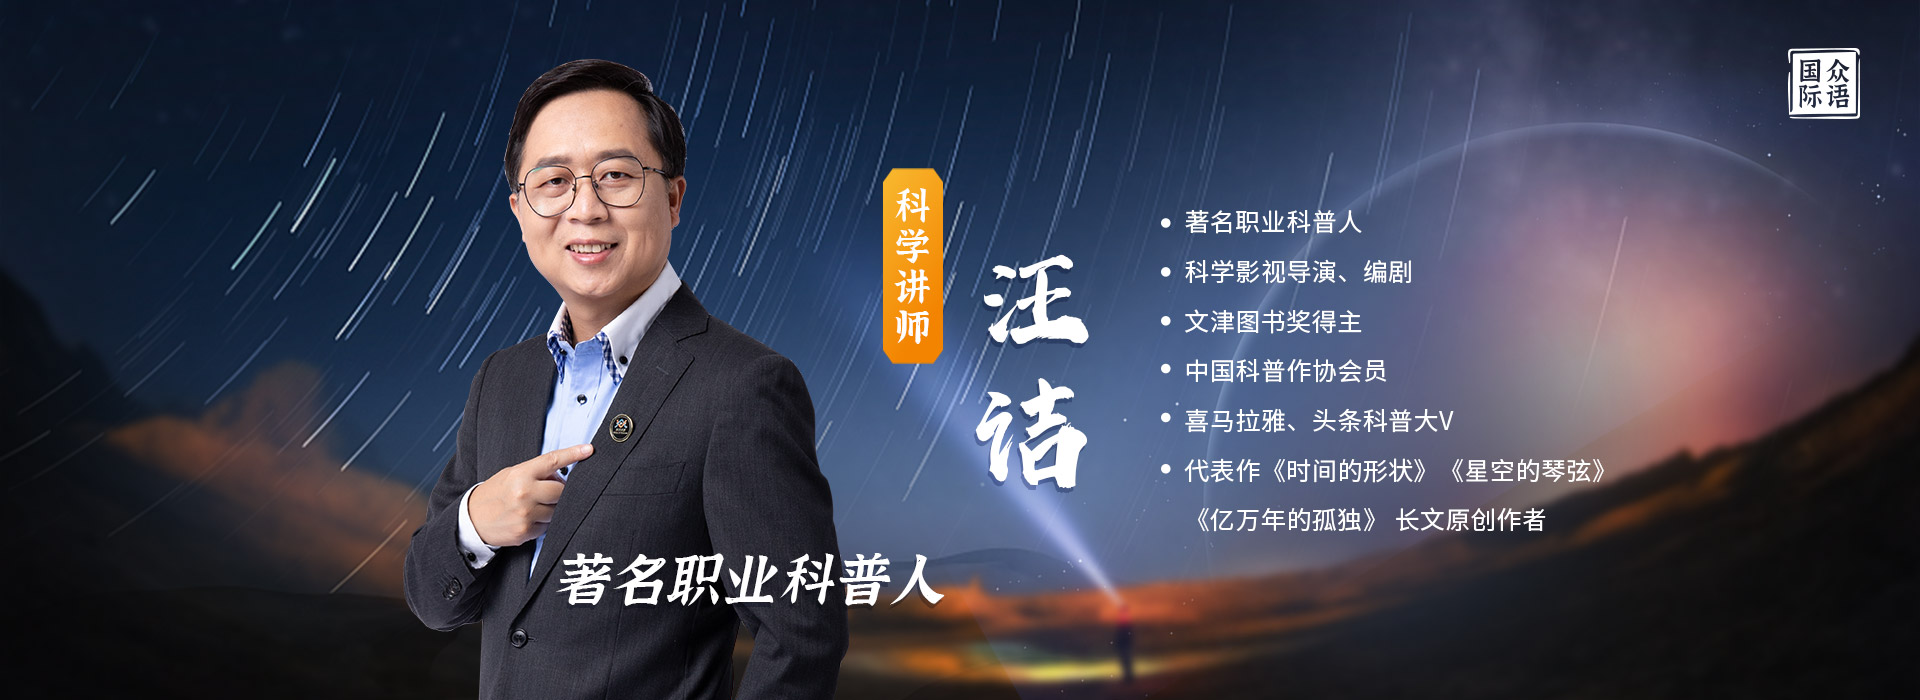 众语
国际
科学讲师
汪诘
著名职业科普人
科学影视导演、编剧
文津图书奖得主
中国科普作协会员
喜马拉雅、头条科普大V
代表作《时间的形状》《星空的琴弦》
《亿万年的孤独》 长文原创作者
著名职业科普人